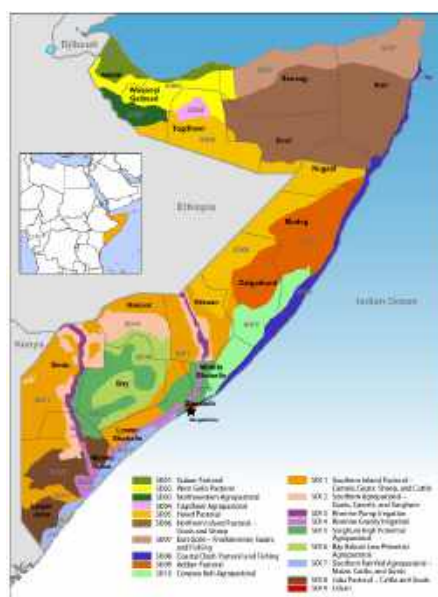 Djibouti
Awdal
Woqooyi
Galbeed
Togdheer
Sanaag
Bari
Sool
Nugaal
Ethiopia
Mudug
Galgaduud
Indian Ocean
Hiiraan
Bakool
Kenya
Gedo
Bay
Middle
Shabelle
Lower
Shabelle
Middle
Juba
Lower
Juba
SO01 Guban Pastoral
SO02 West Golis Pastoral
SO03 Northwestern Agropastoral
SO04 Togdheer Agropastoral
SO05 Hawd Pastoral
SO06 Northern Inland Pastoral –
Goats and Sheep
SO07 East Golis – Frankincense, Goats,
and Fishing
SO08 Coastal Deeh Pastoral and Fishing
SO09 Addun Pastoral
SO10 Cowpea Belt Agropastoral
SO11 Southern Inland Pastoral –
Camels, Goats, Sheep, and Cattle
SO12 Southern Agropastoral –
Goats, Camels, and Sorghum
SO13 Riverine Pump Irrigation
SO14 Riverine Gravity Irrigation
SO15 Sorghum High Potential
Agropastoral
SO16 Bay Bakool Low Potential
Agropastoral
SO17 Southern Rainfed Agropastoral –
Maize, Cattle, and Goats
SO18 Juba Pastoral – Cattle and Goats
SO19 Urban